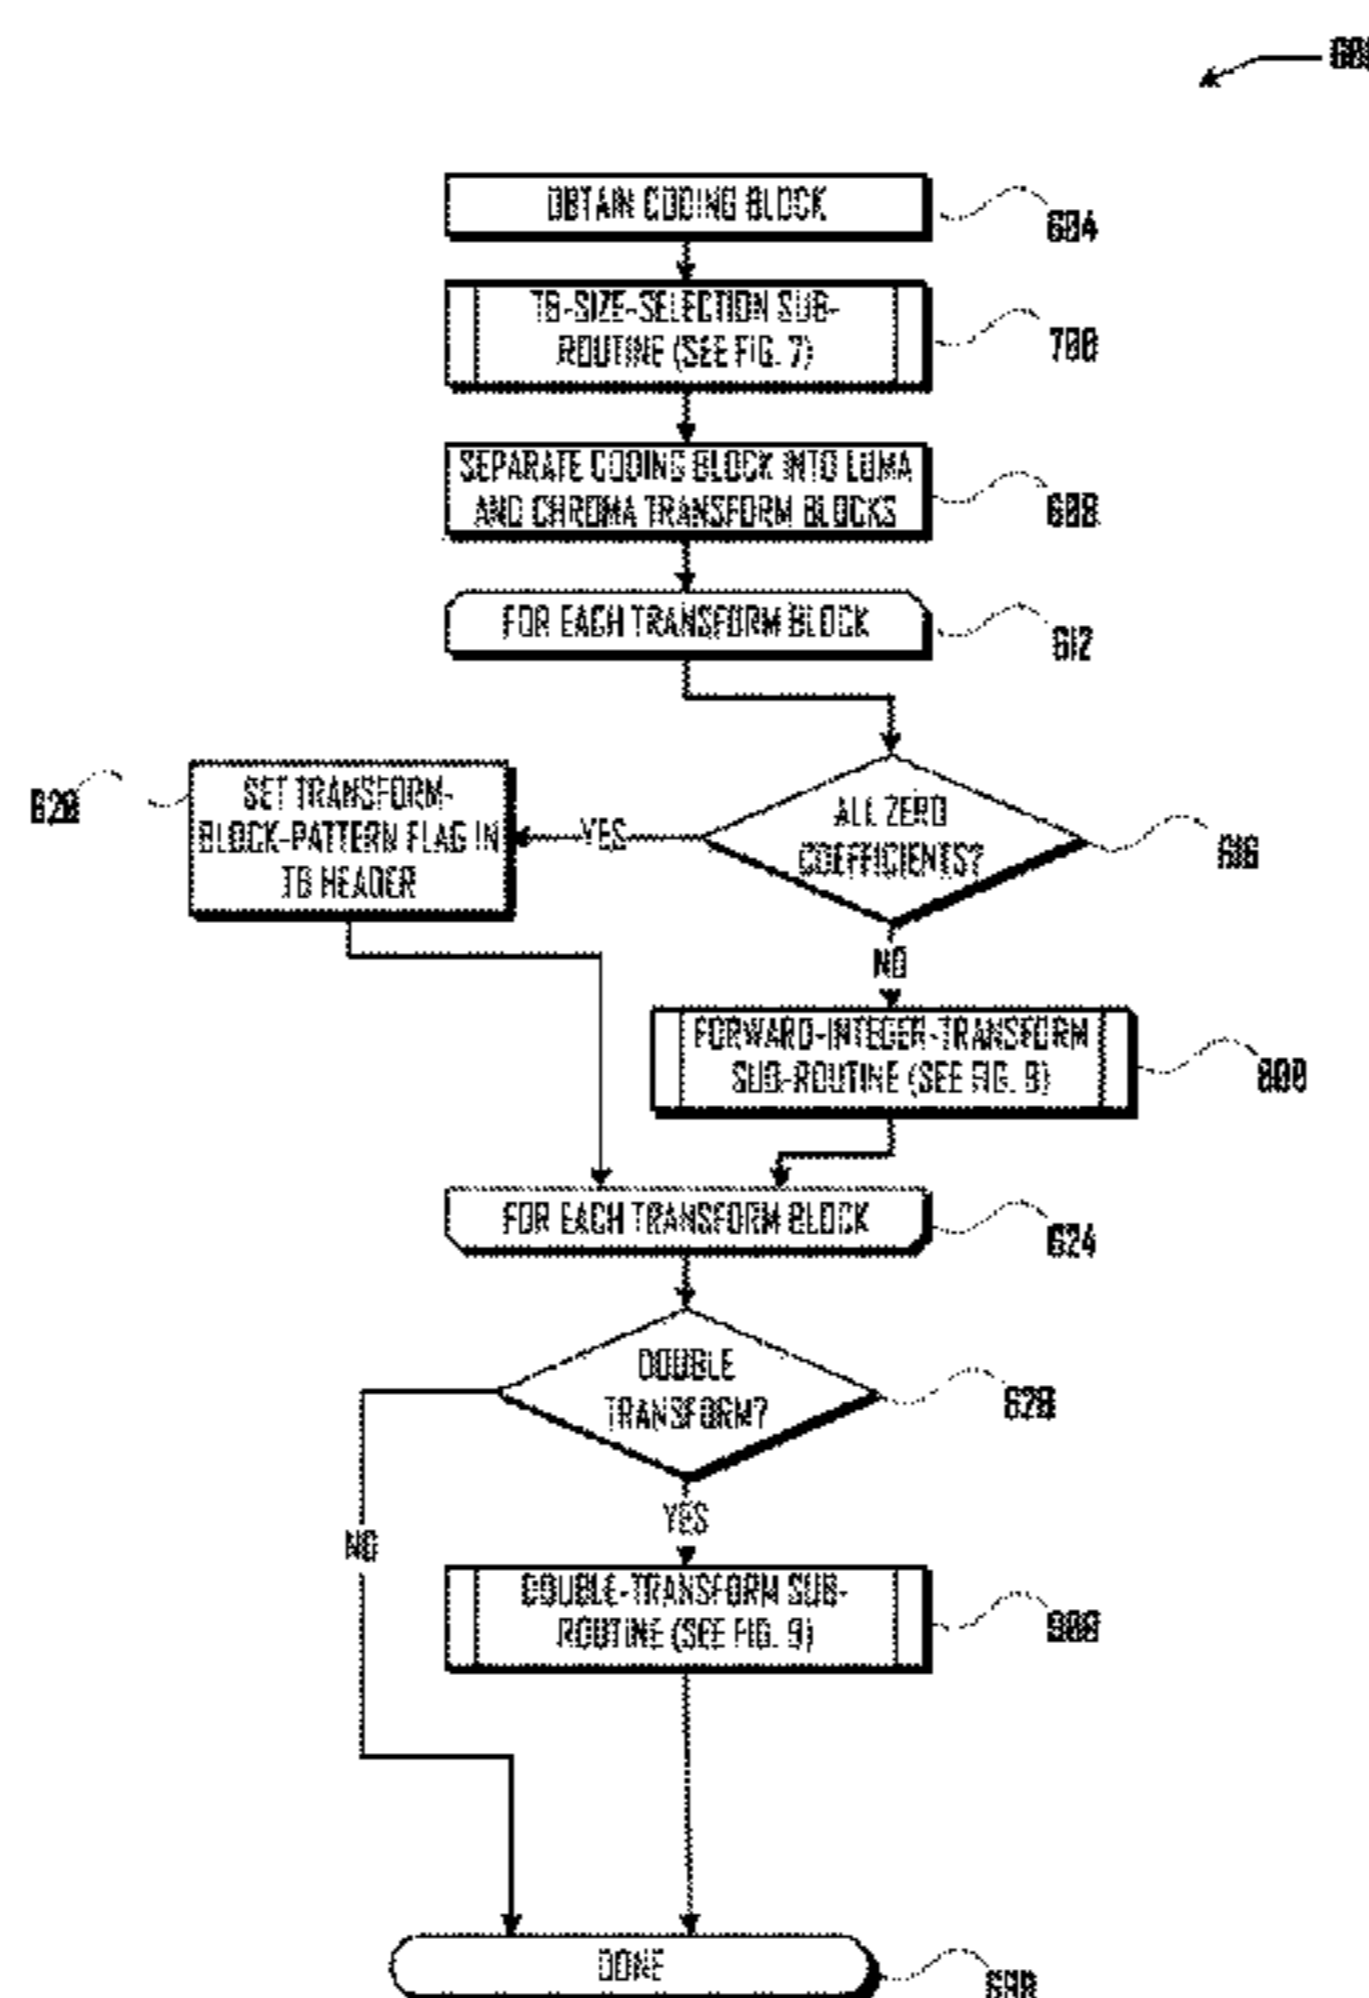 OBTAIN CODING BLOCK
604
TB-SIZE-SELECTION SUB-
ROUTINE (SEE FIG. 7)
700
SEPARATE CODING BLOCK INTO LUMA
AND CHROMA TRANSFORM BLOCKS
608
FOR EACH TRANSFORM BLOCK
612
SET TRANSFORM-
BLOCK-PATTERN FLAG IN
TB HEADER
620
YES
ALL ZERO
COEFFICIENTS?
616
NO
FORWARD-INTEGER-TRANSFORM
SUB-ROUTINE (SEE FIG. 8)
800
FOR EACH TRANSFORM BLOCK
624
DOUBLE
TRANSFORM?
628
YES
NO
DOUBLE-TRANSFORM SUB-
ROUTINE (SEE FIG. 9)
900
DONE